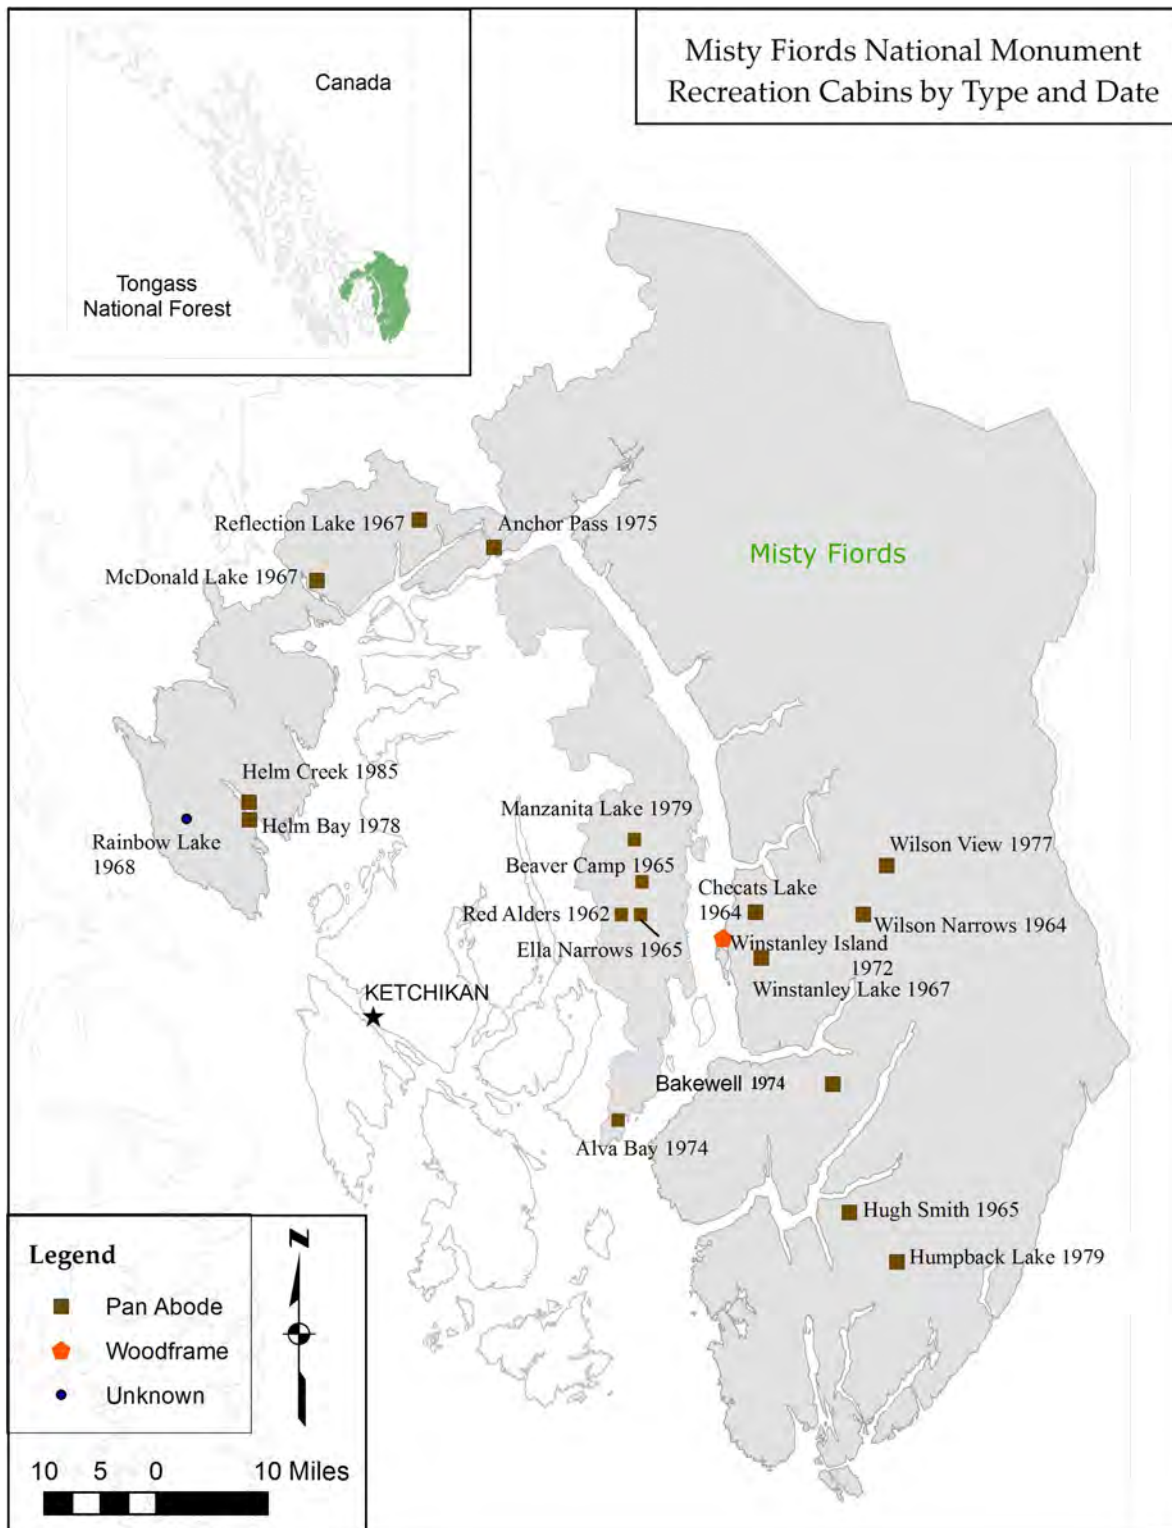 Misty Fiords National Monument
Recreation Cabins by Type and Date
Canada
Tongass
National Forest
Reflection Lake 1967
Anchor Pass 1975
McDonald Lake 1967
Misty Fiords
Helm Creek 1985
Helm Bay 1978
Rainbow Lake
1968
Manzanita Lake 1979
Beaver Camp 1965
Red Alders 1962
Ella Narrows 1965
Wilson View 1977
Checats Lake
1964
Wilson Narrows 1964
Winstanley Island
1972
Winstanley Lake 1967
KETCHIKAN
Bakewell 1974
Alva Bay 1974
Hugh Smith 1965
Humpback Lake 1979
Legend
Pan Abode
Woodframe
Unknown
N
10 5 0 10 Miles